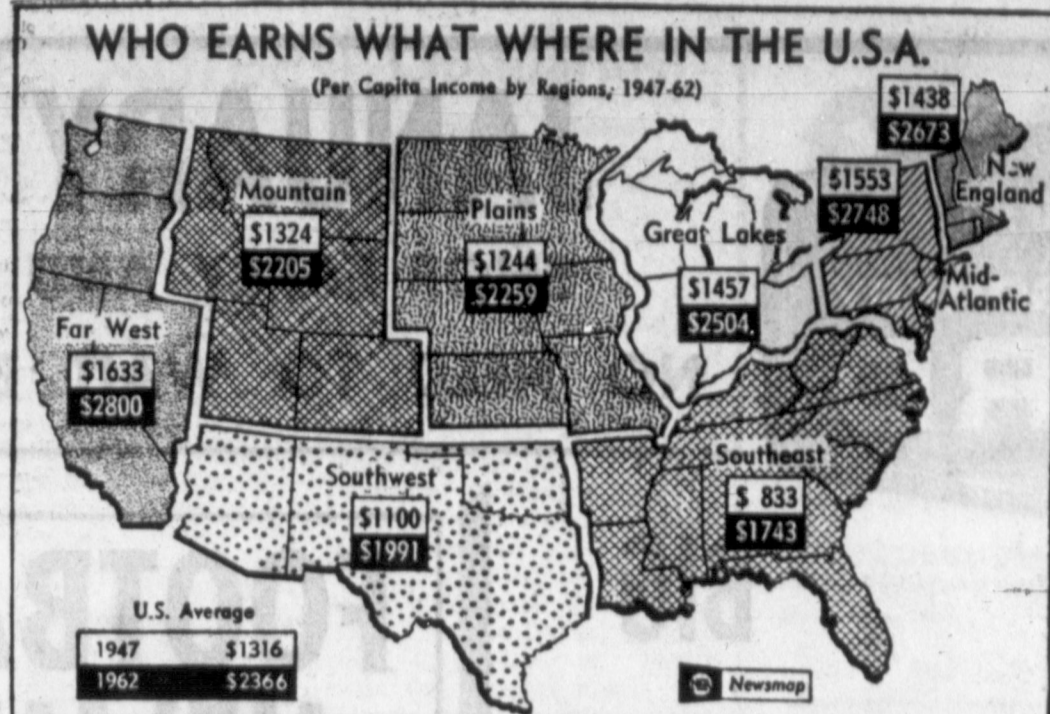 WHO EARNS WHAT WHERE IN THE U.S.A.
(Per Capita Income by Regions, 1947-62)
$1438
$2673
New
England
$1553
$2748
Mid-
Atlantic
Mountain
$1324
$2205
Plains
$1244
$2259
Great Lakes
$1457
$2504
Far West
$1633
$2800
Southwest
$1100
$1991
Southeast
$ 833
$1743
U.S. Average
1947 $1316
1962 $2366
NEA Newsmap